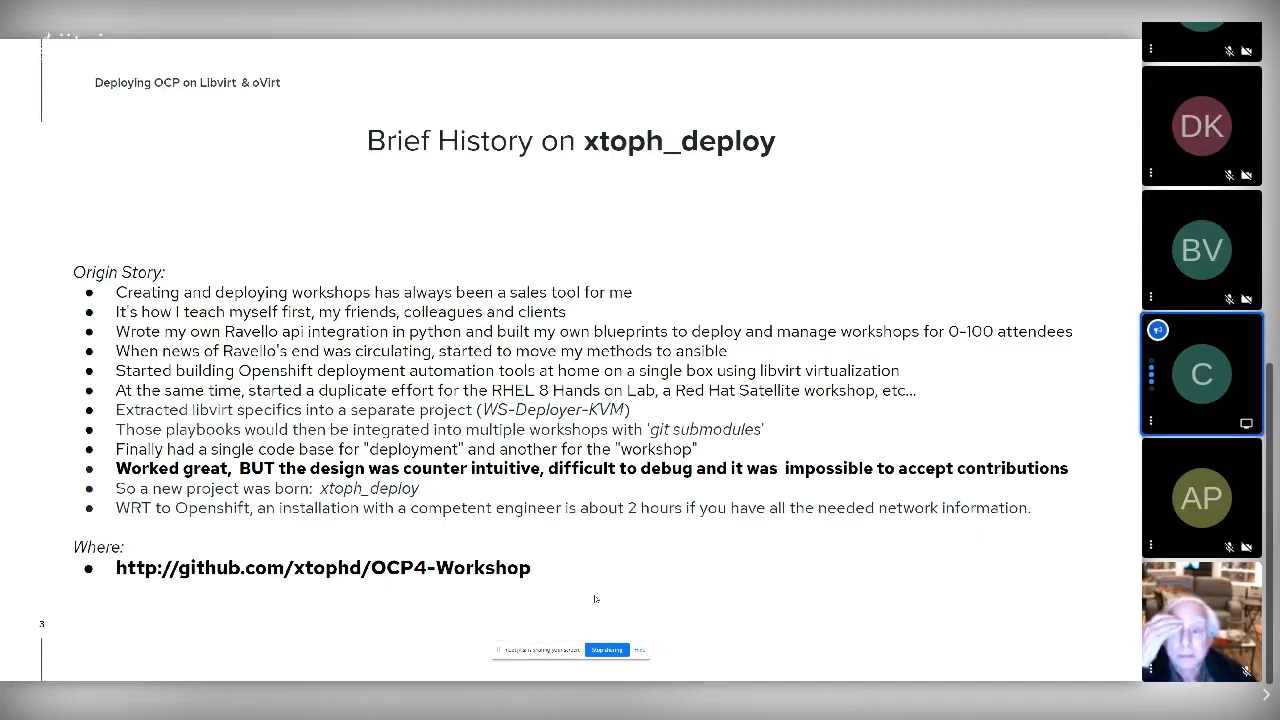 Deploying OCP on Libvirt & oVirt
Brief History on xtoph_deploy
Origin Story:
● Creating and deploying workshops has always been a sales tool for me
● It's how I teach myself first, my friends, colleagues and clients
● Wrote my own Ravello api integration in python and built my own blueprints to deploy and manage workshops for 0-100 attendees
● When news of Ravello's end was circulating, started to move my methods to ansible
● Started building Openshift deployment automation tools at home on a single box using libvirt virtualization
● At the same time, started a duplicate effort for the RHEL 8 Hands on Lab, a Red Hat Satellite workshop, etc...
● Extracted libvirt specifics into a separate project (WS-Deployer-KVM)
● Those playbooks would then be integrated into multiple workshops with 'git submodules'
● Finally had a single code base for "deployment" and another for the "workshop"
● Worked great, BUT the design was counter intuitive, difficult to debug and it was impossible to accept contributions
● So a new project was born: xtoph_deploy
● WRT to Openshift, an installation with a competent engineer is about 2 hours if you have all the needed network information.
Where:
● http://github.com/xtophd/OCP4-Workshop
3
is sharing your screen. Stop sharing Hide
DK
BV
C
AP